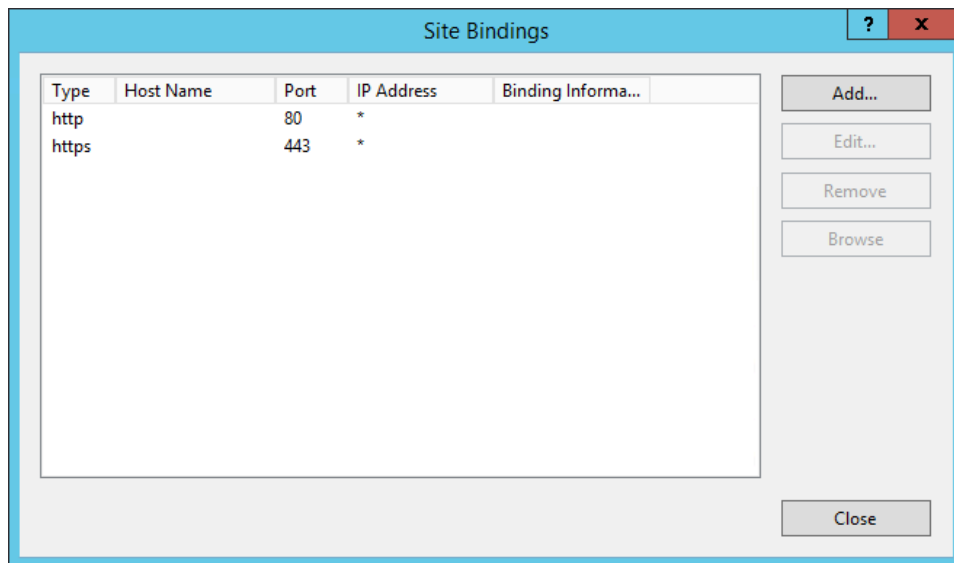 Site Bindings
? x
Type Host Name Port IP Address Binding Informa...
http 80 *
https 443 *
Add...
Edit...
Remove
Browse
Close